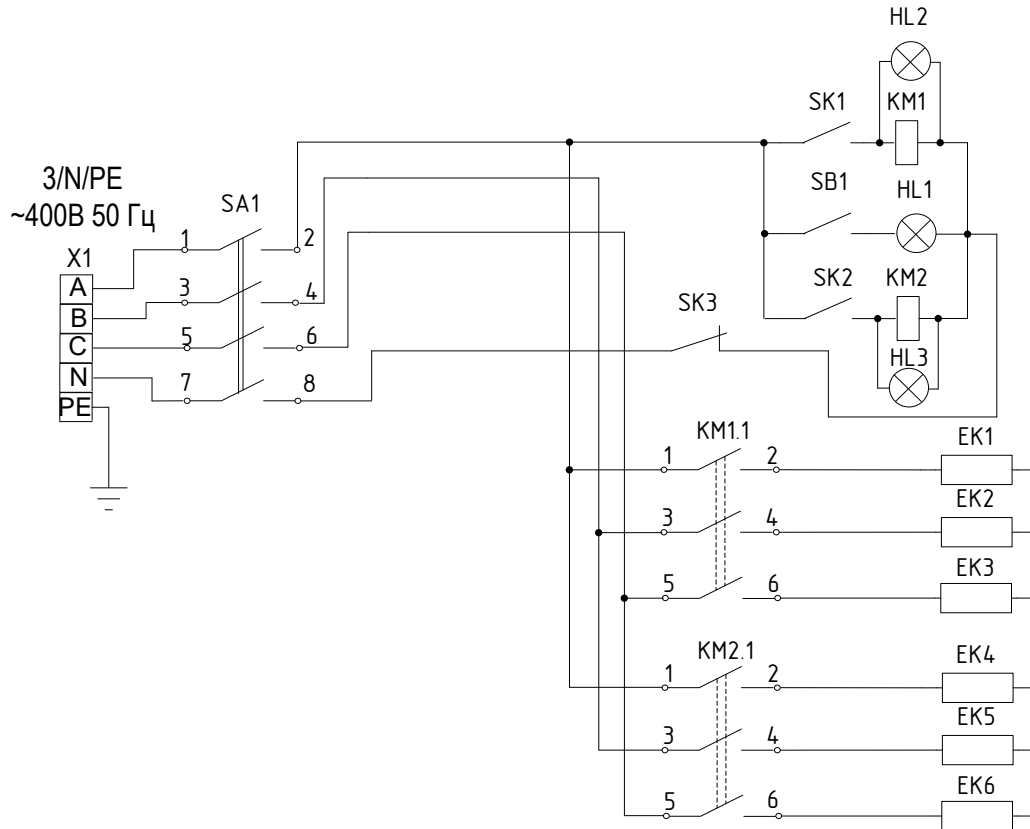 HL2
SK1 KM1
3/N/PE
~400В 50 Гц
SA1
SB1 HL1
X1
1 2
A
SK2 KM2
3 4
B
SK3
5 6
C
HL3
N
7 8
PE
KM1.1
EK1
1 2
EK2
3 4
EK3
5 6
KM2.1
EK4
1 2
EK5
3 4
EK6
5 6